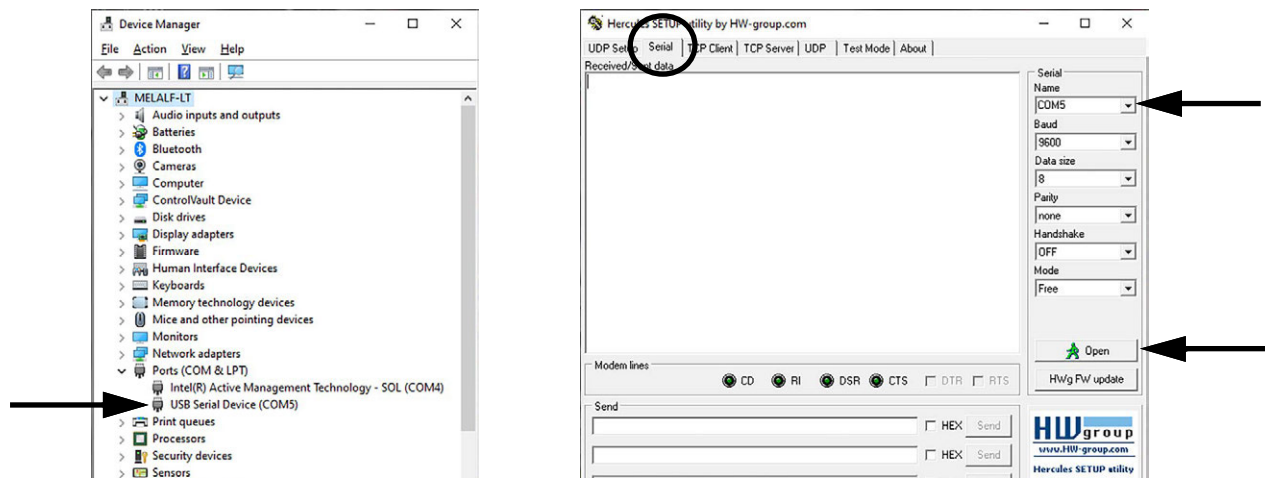 Device Manager
File Action View Help
MELALF-LT
Audio inputs and outputs
Batteries
Bluetooth
Cameras
Computer
ControlVault Device
Disk drives
Display adapters
Firmware
Human Interface Devices
Keyboards
Memory technology devices
Mice and other pointing devices
Monitors
Network adapters
Ports (COM & LPT)
Intel(R) Active Management Technology - SOL (COM4)
USB Serial Device (COM5)
Print queues
Processors
Security devices
Sensors
Hercules SETUP utility by HW-group.com
UDP Setup Serial TCP Client TCP Server UDP Test Mode About
Received/Sent data
Serial
Name
COM5
Baud
9600
Data size
8
Parity
none
Handshake
OFF
Mode
Free
Open
HWg FW update
Modem lines
CD RI DSR CTS DTR RTS
Send
HEX Send
HEX Send
HWgroup
www.HW-group.com
Hercules SETUP utility